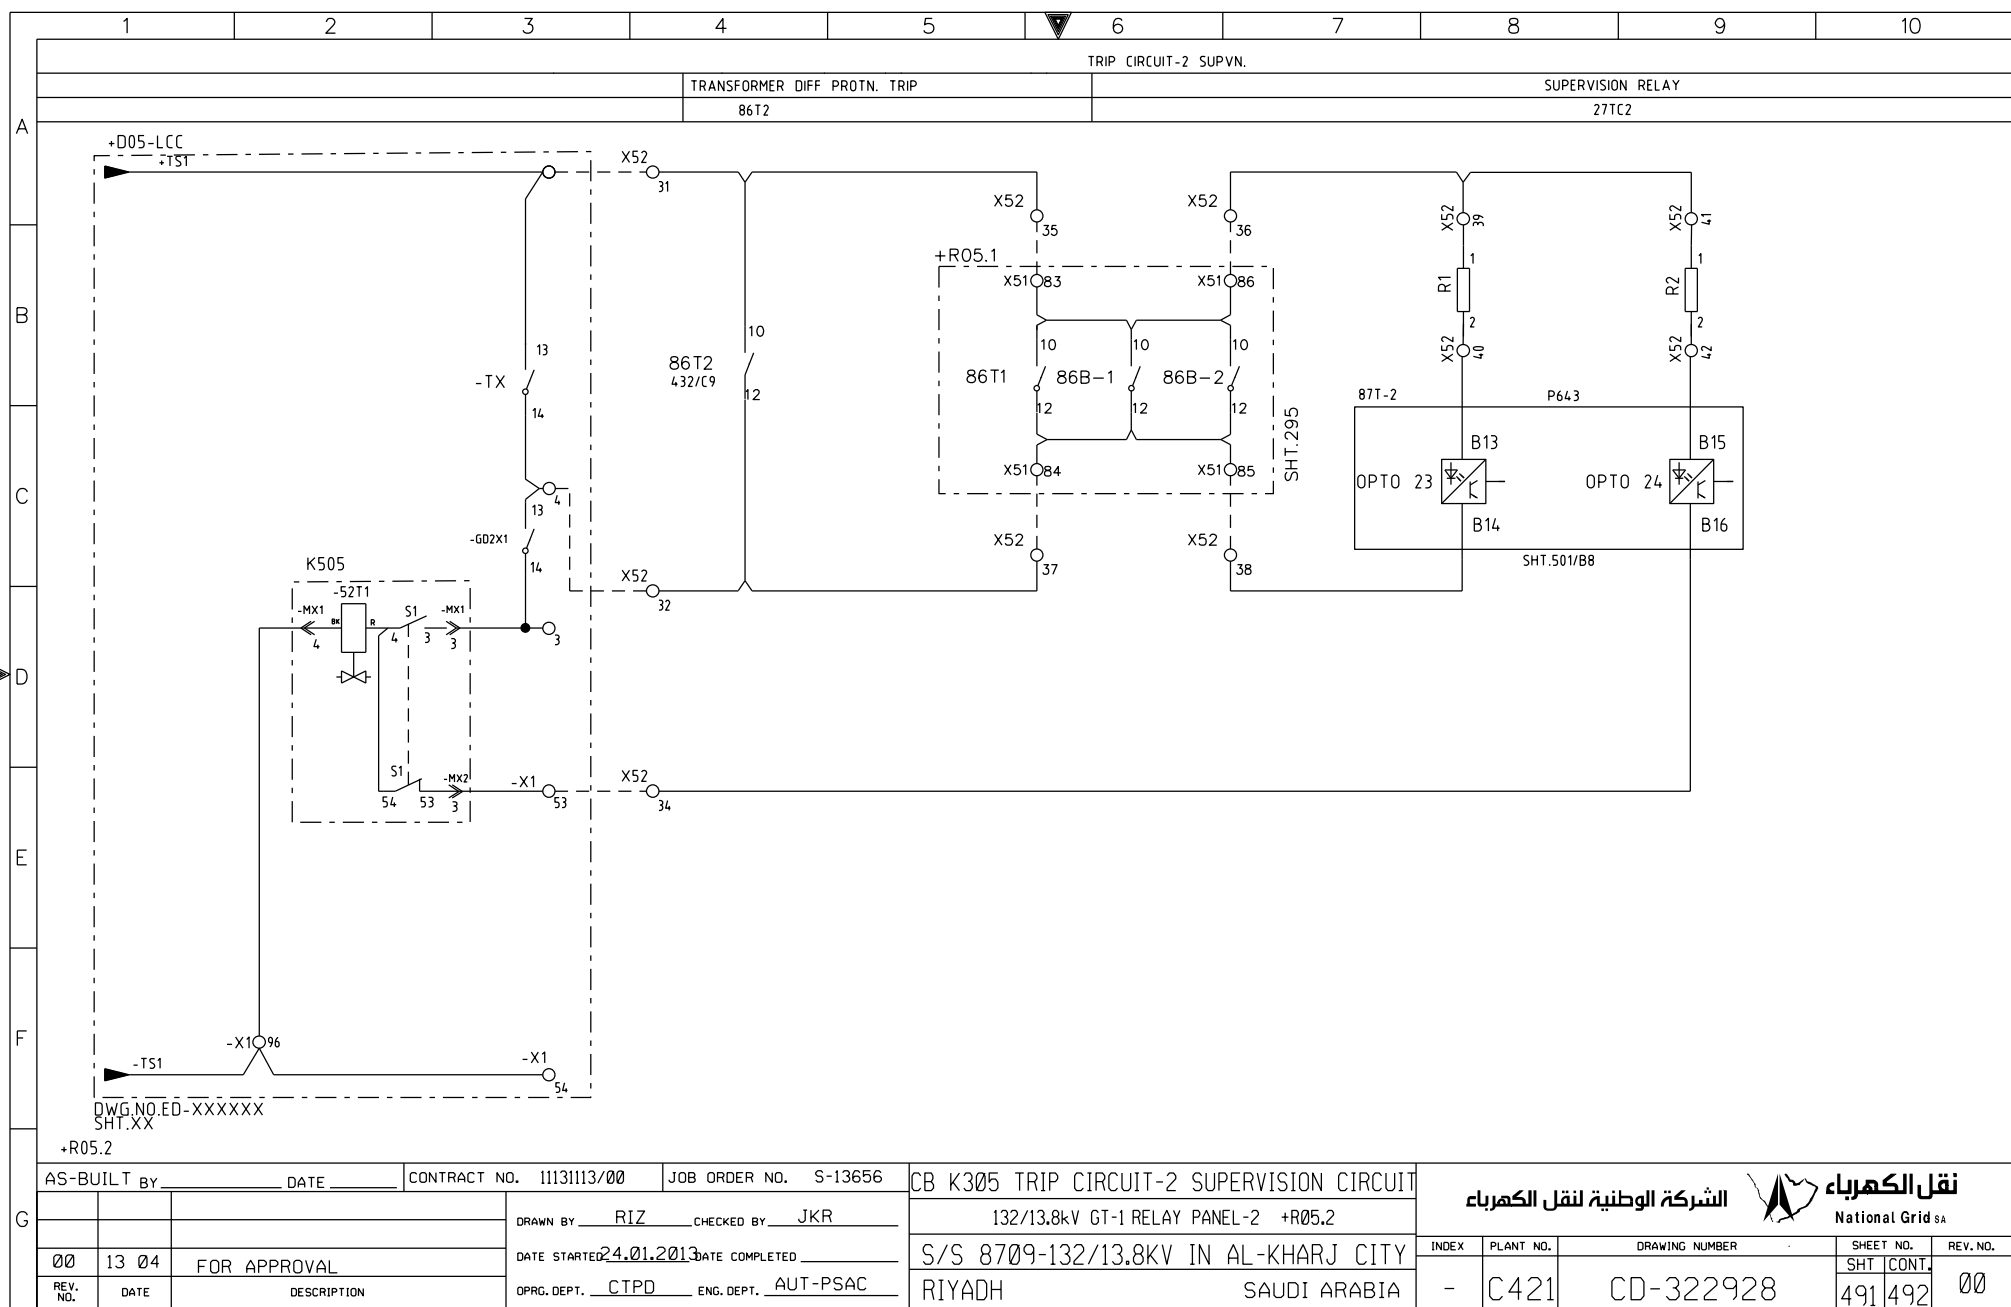 1 2 3 4 5 6 7 8 9 10
TRIP CIRCUIT-2 SUPVN.
TRANSFORMER DIFF PROTN. TRIP
SUPERVISION RELAY
86T2
27TC2
A
B
C
D
E
F
G
+D05-LCC
+TS1
X52
31
X52
35
X52
36
X52
39
X52
41
+R05.1
X51 83
X51 86
1
R1
2
1
R2
2
X52
40
X52
42
13
-TX
14
10
86T2
432/C9
12
10
86T1
12
10
86B-1
12
10
86B-2
12
SHT.295
X51 84
X51 85
87T-2
P643
B13
OPTO 23
B14
B15
OPTO 24
B16
SHT.501/B8
4
13
-GD2X1
14
X52
37
X52
38
X52
32
K505
-52T1
-MX1
4
BK
R
S1
4
3
-MX1
3
3
S1
54
53
-MX2
3
-X1
53
X52
34
-X1 96
-TS1
-X1
54
DWG.NO.ED-XXXXXX
SHT.XX
+R05.2
AS-BUILT BY DATE
CONTRACT NO. 11131113/00
JOB ORDER NO. S-13656
CB K305 TRIP CIRCUIT-2 SUPERVISION CIRCUIT
DRAWN BY RIZ CHECKED BY JKR
132/13.8kV GT-1 RELAY PANEL-2 +R05.2
DATE STARTED 24.01.2013 DATE COMPLETED
S/S 8709-132/13.8KV IN AL-KHARJ CITY
OPRG. DEPT. CTPD ENG. DEPT. AUT-PSAC
RIYADH SAUDI ARABIA
00 13 04 FOR APPROVAL
REV. NO. DATE DESCRIPTION
الشركة الوطنية لنقل الكهرباء
نقل الكهرباء
National Grid SA
INDEX PLANT NO. DRAWING NUMBER SHEET NO. REV. NO.
SHT CONT.
- C421 CD-322928 491 492 00